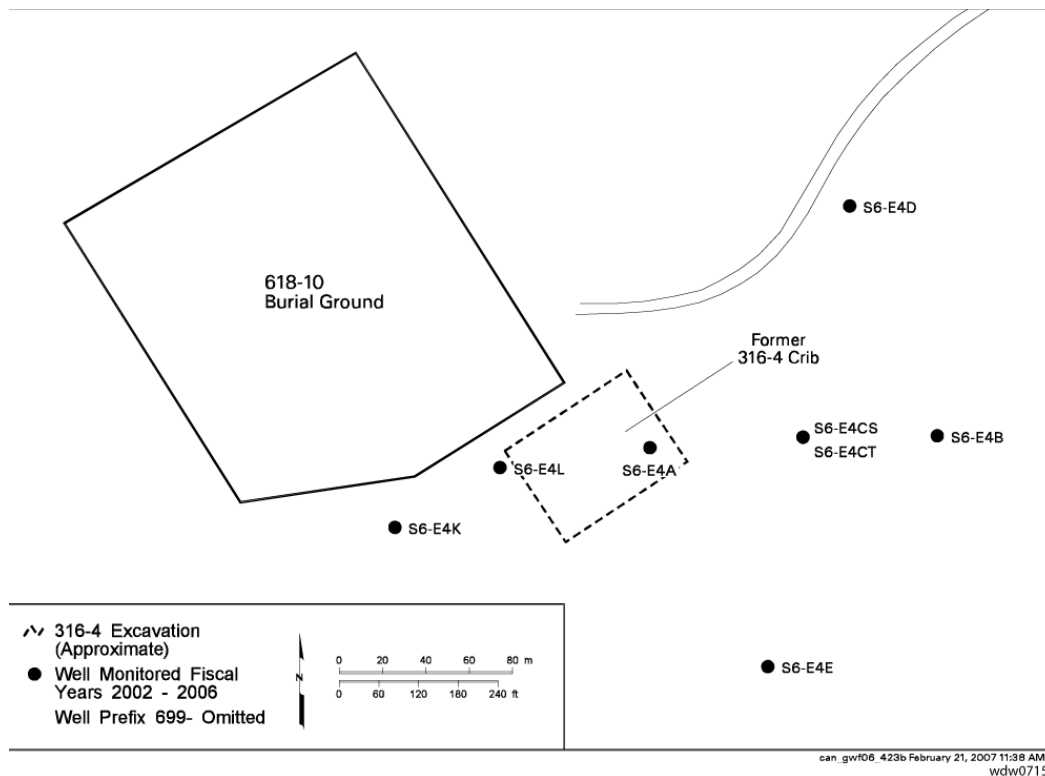 S6-E4D
618-10
Burial Ground
Former
316-4 Crib
S6-E4CS
S6-E4CT
S6-E4B
S6-E4L
S6-E4A
S6-E4K
S6-E4E
316-4 Excavation
(Approximate)
Well Monitored Fiscal
Years 2002 - 2006
Well Prefix 699- Omitted
N
0 20 40 60 80 m
0 60 120 180 240 ft
can_gwf06_423b February 21, 2007 11:38 AM
wdw0715